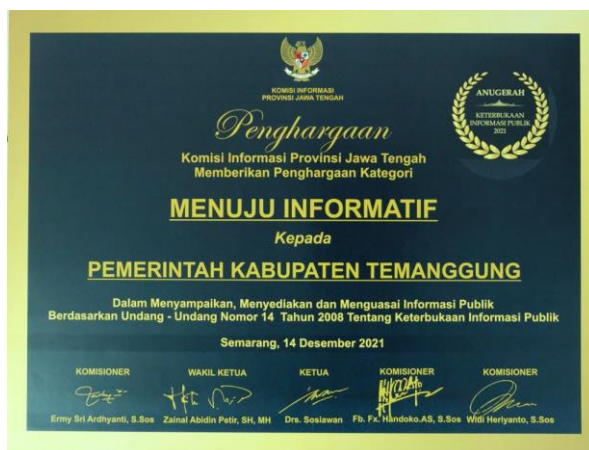 KOMISI INFORMASI
PROVINSI JAWA TENGAH
ANUGERAH
KETERBUKAAN
INFORMASI PUBLIK
2021
Penghargaan
Komisi Informasi Provinsi Jawa Tengah
Memberikan Penghargaan Kategori
MENUJU INFORMATIF
Kepada
PEMERINTAH KABUPATEN TEMANGGUNG
Dalam Menyampaikan, Menyediakan dan Menguasai Informasi Publik
Berdasarkan Undang - Undang Nomor 14 Tahun 2008 Tentang Keterbukaan Informasi Publik
Semarang, 14 Desember 2021
KOMISIONER WAKIL KETUA KETUA KOMISIONER KOMISIONER
Ermy Sri Ardhyanti, S.Sos Zainal Abidin Petir, SH, MH Drs. Sosiawan Fb. Fx. Handoko.AS, S.Sos Widi Heriyanto, S.Sos